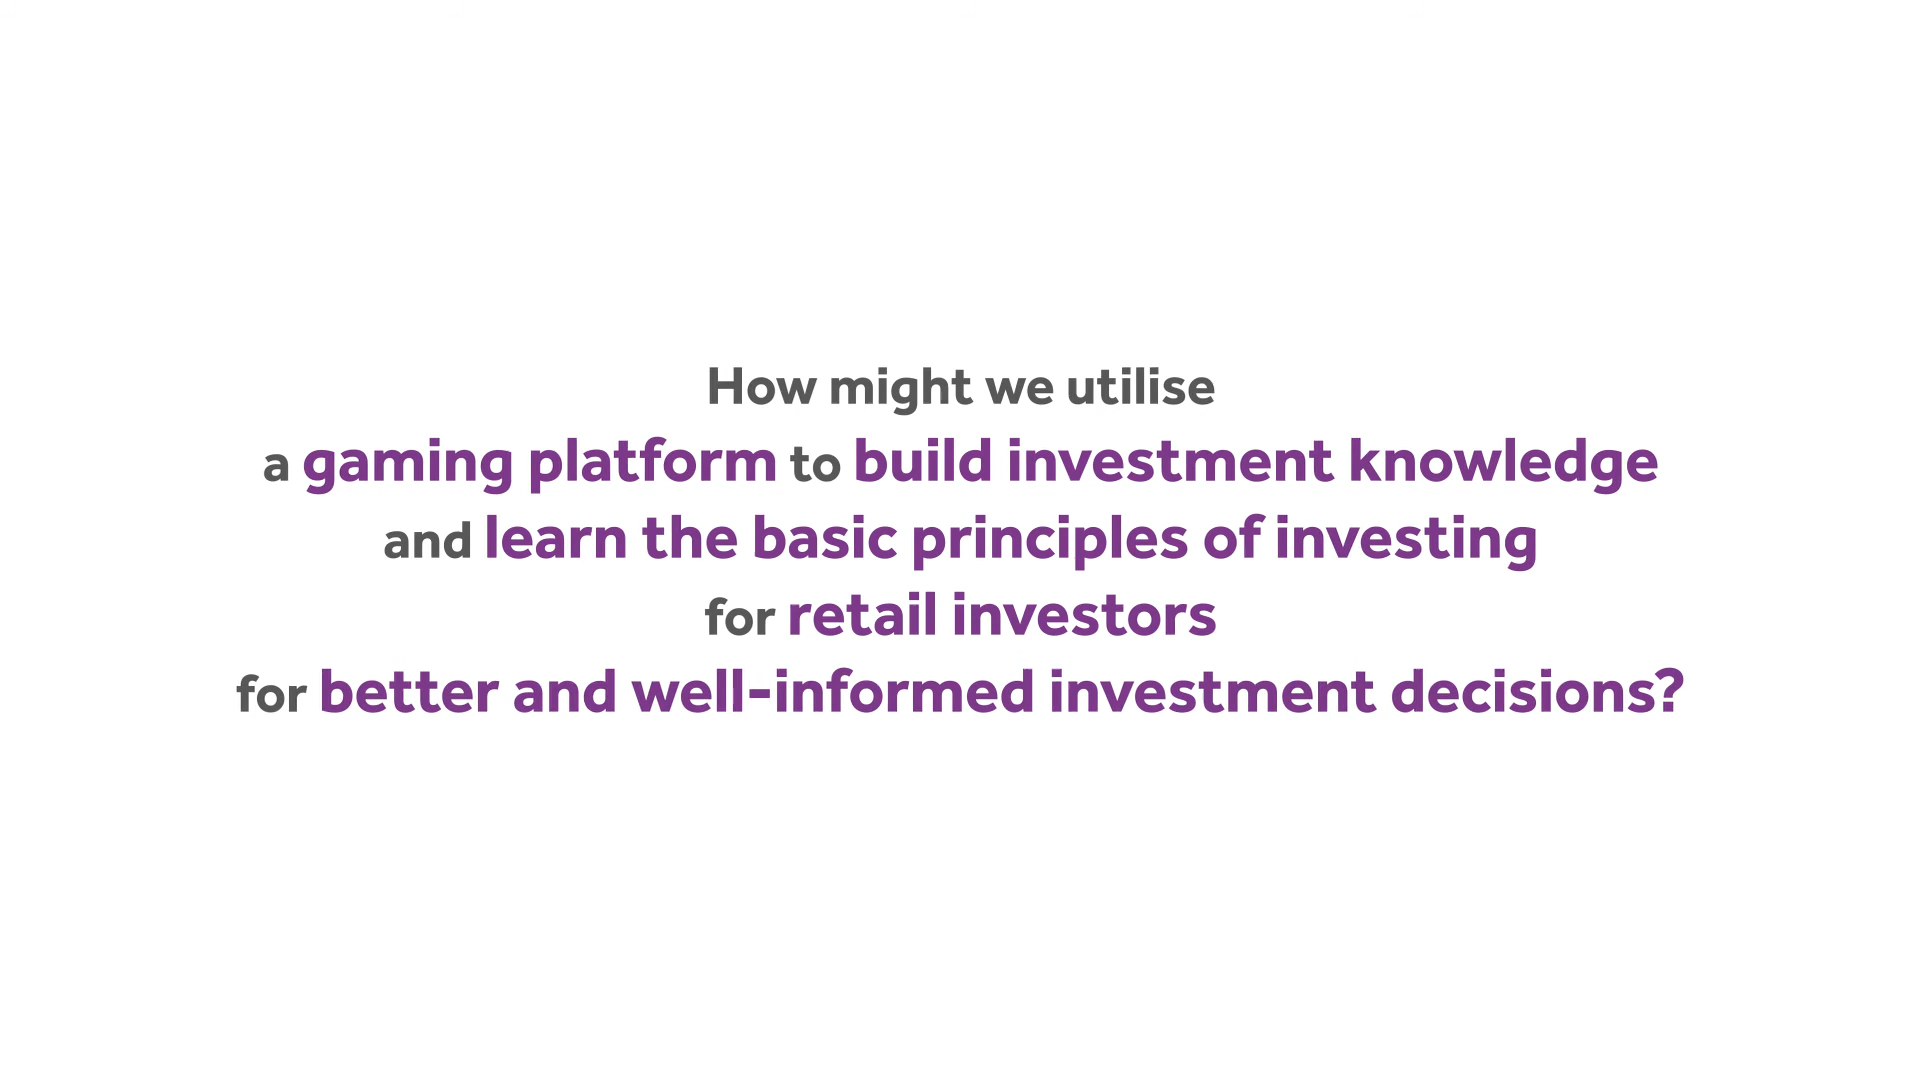 How might we utilise
a gaming platform to build investment knowledge
and learn the basic principles of investing
for retail investors
for better and well-informed investment decisions?